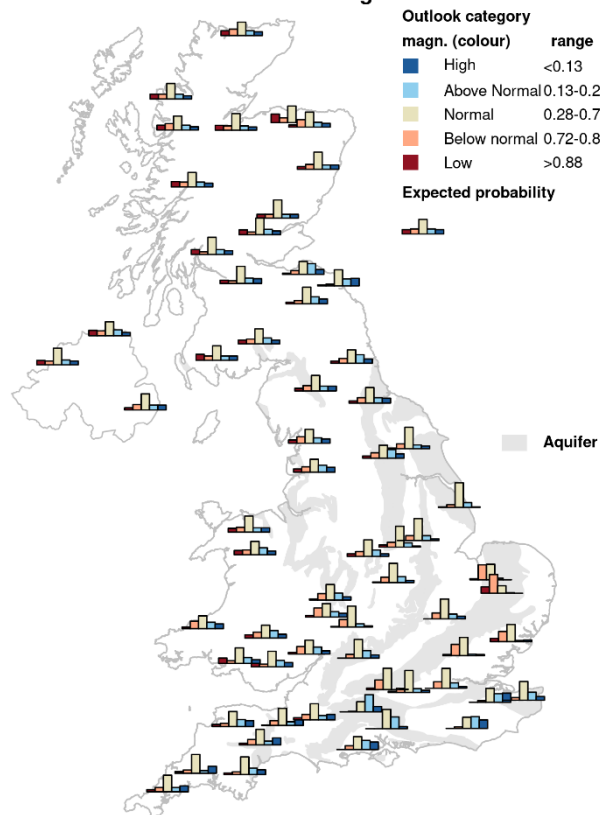 Outlook category
magn. (colour) range
High <0.13
Above Normal 0.13-0.2
Normal 0.28-0.7
Below normal 0.72-0.8
Low >0.88
Expected probability
Aquifer